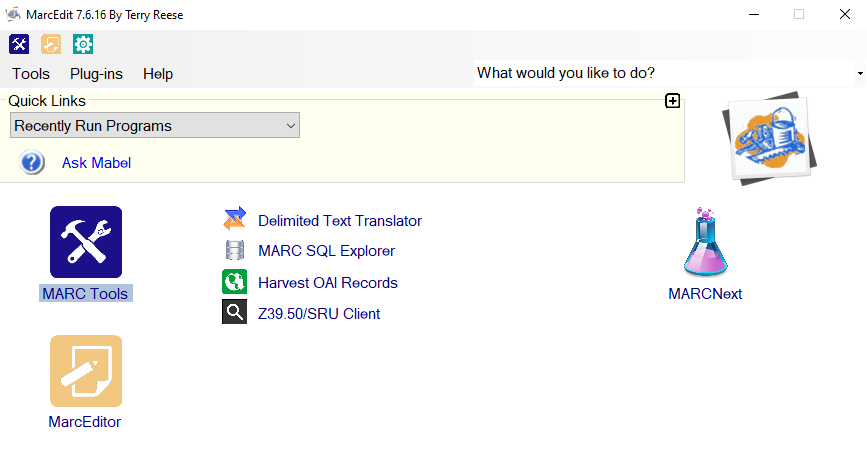 MarcEdit 7.6.16 By Terry Reese
Tools Plug-ins Help
What would you like to do?
Quick Links
Recently Run Programs
Ask Mabel
MARC Tools
Delimited Text Translator
MARC SQL Explorer
Harvest OAI Records
Z39.50/SRU Client
MARCNext
MarcEditor